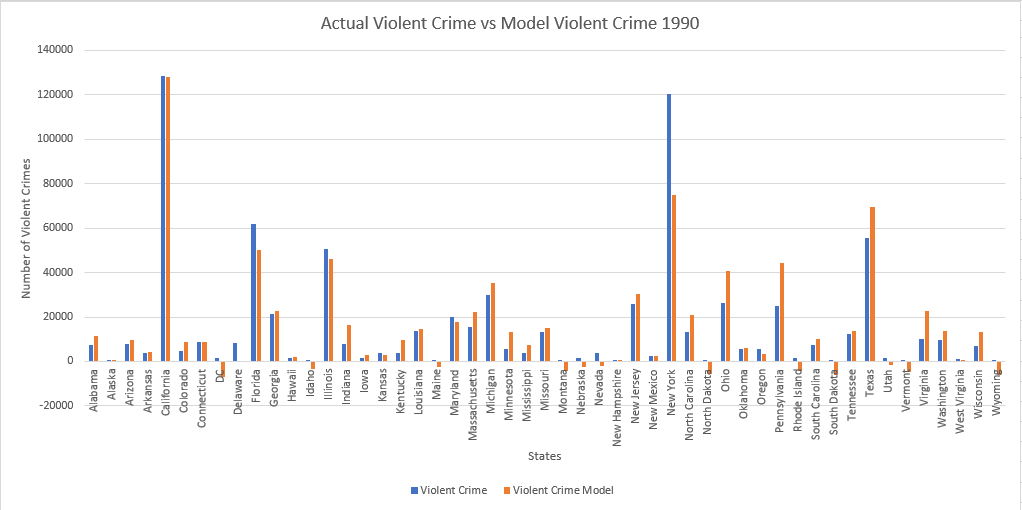 Actual Violent Crime vs Model Violent Crime 1990
140000
120000
100000
80000
60000
40000
20000
0
-20000
Number of Violent Crimes
Alabama
Alaska
Arizona
Arkansas
California
Colorado
Connecticut
DC
Delaware
Florida
Georgia
Hawaii
Idaho
Illinois
Indiana
Iowa
Kansas
Kentucky
Louisiana
Maine
Maryland
Massachusetts
Michigan
Minnesota
Mississippi
Missouri
Montana
Nebrasko
Nevada
New Hampshire
New Jersey
New Mexico
New York
North Carolina
North Dakota
Ohio
Oklahoma
Oregon
Pennsylvania
Rhode Island
South Carolina
South Dakota
Tennessee
Texas
Utah
Vermont
Virginia
Washington
West Virginia
Wisconsin
Wyoming
States
Violent Crime
Violent Crime Model